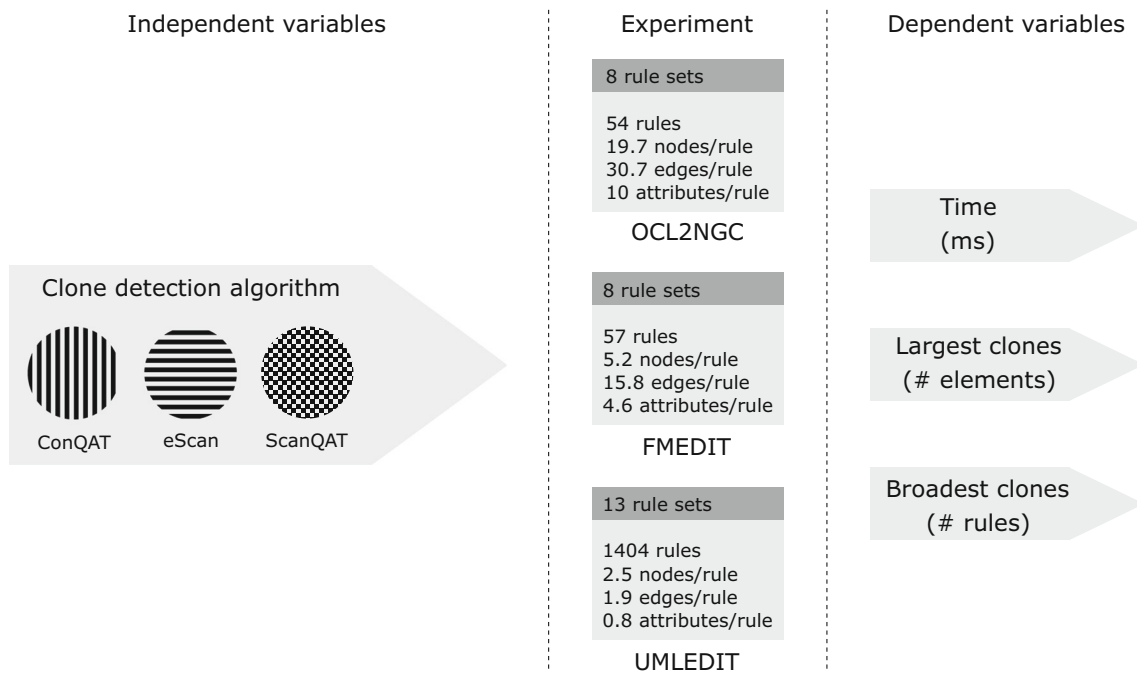 Independent variables
Experiment
Dependent variables
Clone detection algorithm
ConQAT
eScan
ScanQAT
8 rule sets
54 rules
19.7 nodes/rule
30.7 edges/rule
10 attributes/rule
OCL2NGC
8 rule sets
57 rules
5.2 nodes/rule
15.8 edges/rule
4.6 attributes/rule
FMEDIT
13 rule sets
1404 rules
2.5 nodes/rule
1.9 edges/rule
0.8 attributes/rule
UMLEDIT
Time
(ms)
Largest clones
(# elements)
Broadest clones
(# rules)